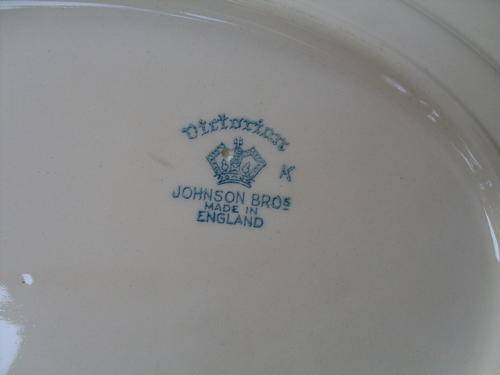 Victorian
K
JOHNSON BROS
MADE IN
ENGLAND